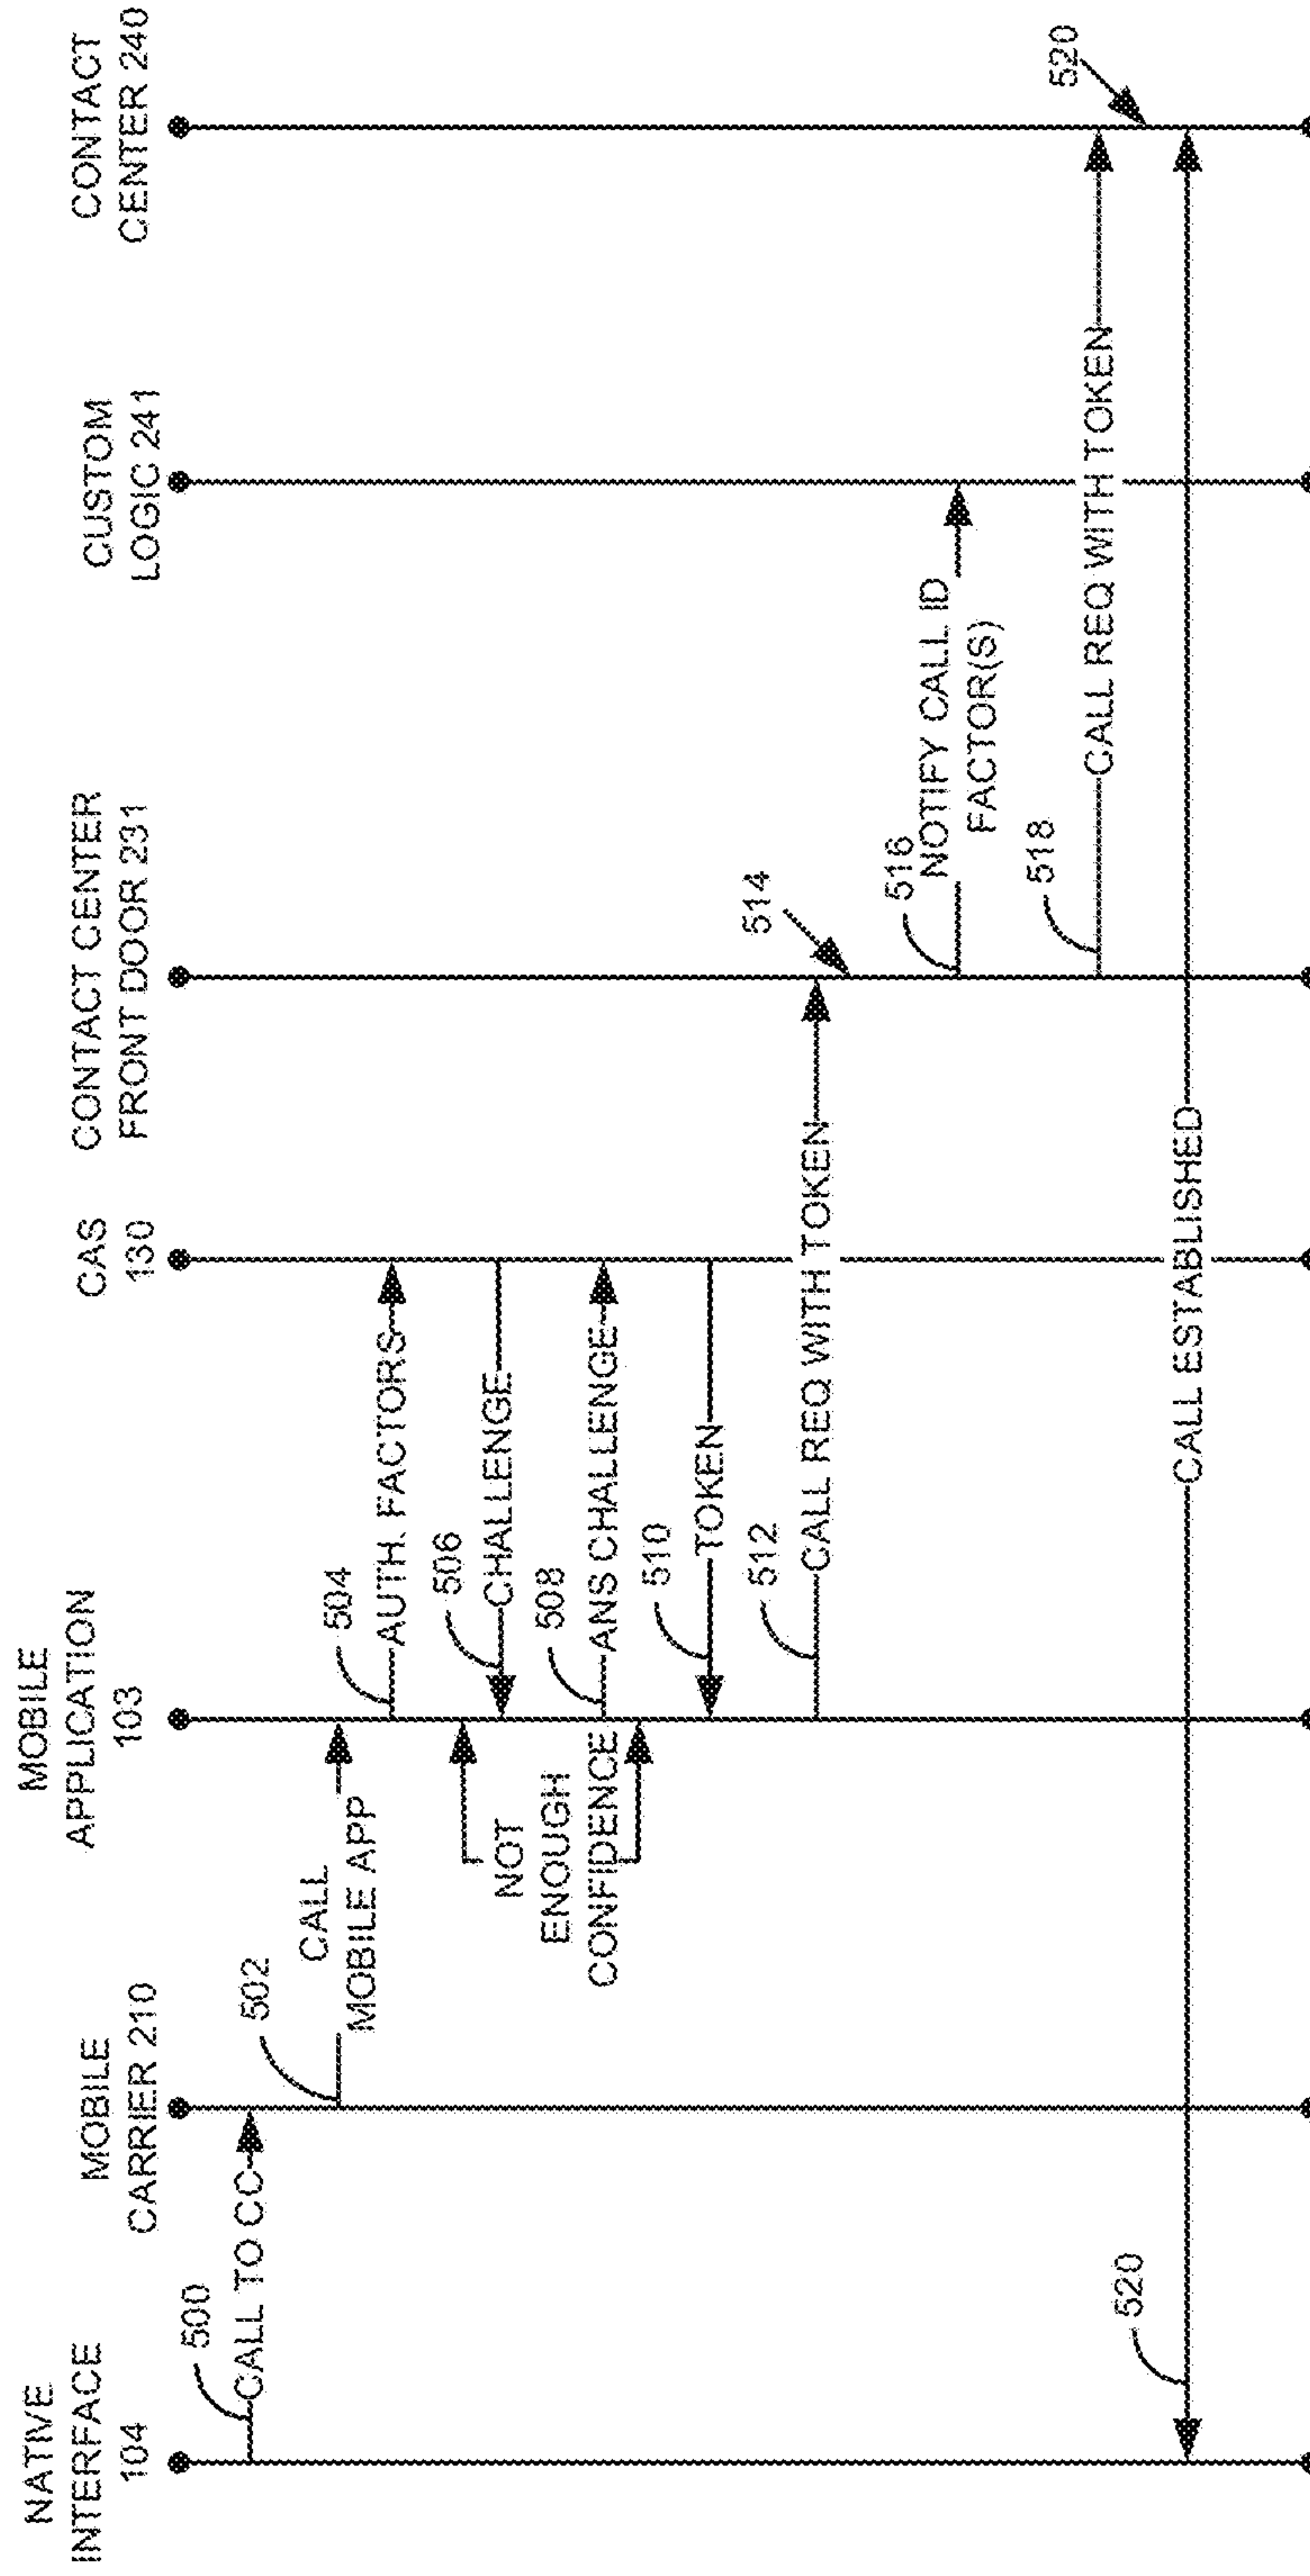 NATIVE
INTERFACE
104
MOBILE
CARRIER 210
MOBILE
APPLICATION
103
CAS
130
CONTACT CENTER
FRONT DOOR 231
CUSTOM
LOGIC 241
CONTACT
CENTER 240
500
CALL TO CC
502
CALL
MOBILE APP
504
AUTH. FACTORS
NOT
ENOUGH
CONFIDENCE
506
CHALLENGE
508
ANS CHALLENGE
510
TOKEN
512
CALL REQ WITH TOKEN
514
516
NOTIFY CALL ID
FACTOR(S)
518
CALL REQ WITH TOKEN
520
520
CALL ESTABLISHED